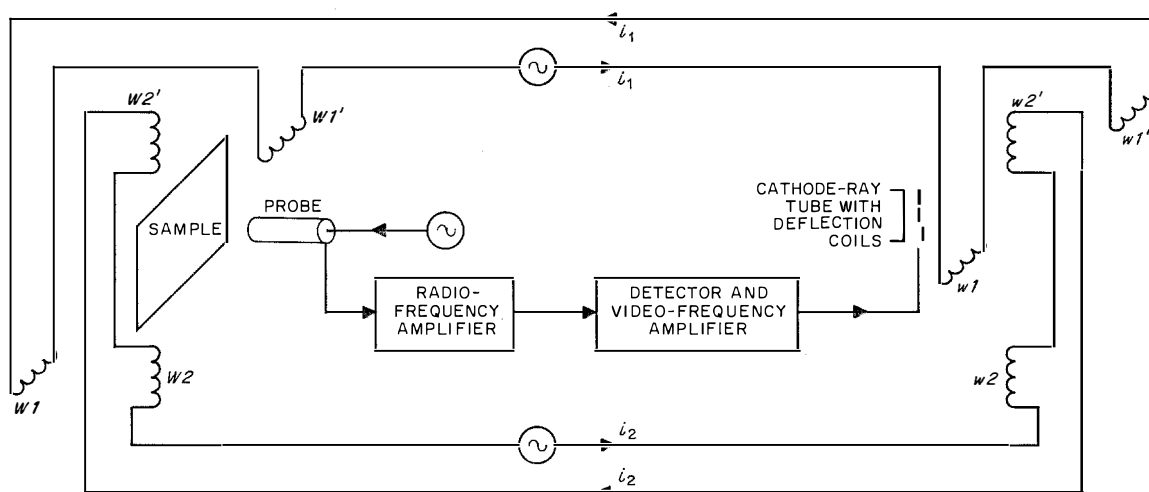 i₁
i₁
W2'
W1'
w2'
w1'
SAMPLE
PROBE
CATHODE-RAY
TUBE WITH
DEFLECTION
COILS
w1
RADIO-
FREQUENCY
AMPLIFIER
DETECTOR AND
VIDEO-FREQUENCY
AMPLIFIER
W1
W2
w2
i₂
i₂